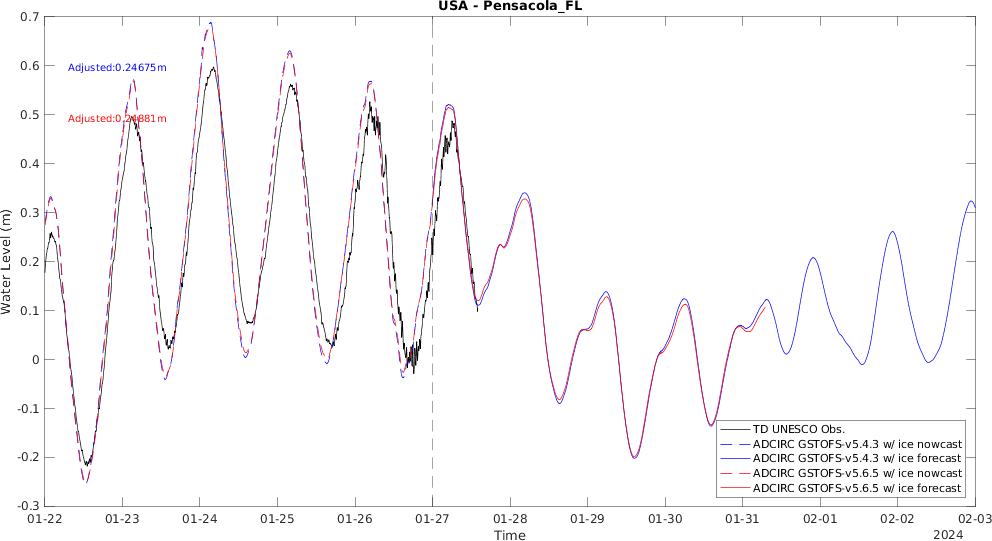 USA - Pensacola_FL
0.7
0.6
0.5
0.4
0.3
0.2
0.1
0
-0.1
-0.2
-0.3
Water Level (m)
Adjusted:0.24675m
Adjusted:0.24881m
TD UNESCO Obs.
ADCIRC GSTOFS-v5.4.3 w/ ice nowcast
ADCIRC GSTOFS-v5.4.3 w/ ice forecast
ADCIRC GSTOFS-v5.6.5 w/ ice nowcast
ADCIRC GSTOFS-v5.6.5 w/ ice forecast
01-22 01-23 01-24 01-25 01-26 01-27 01-28 01-29 01-30 01-31 02-01 02-02 02-03
Time
2024